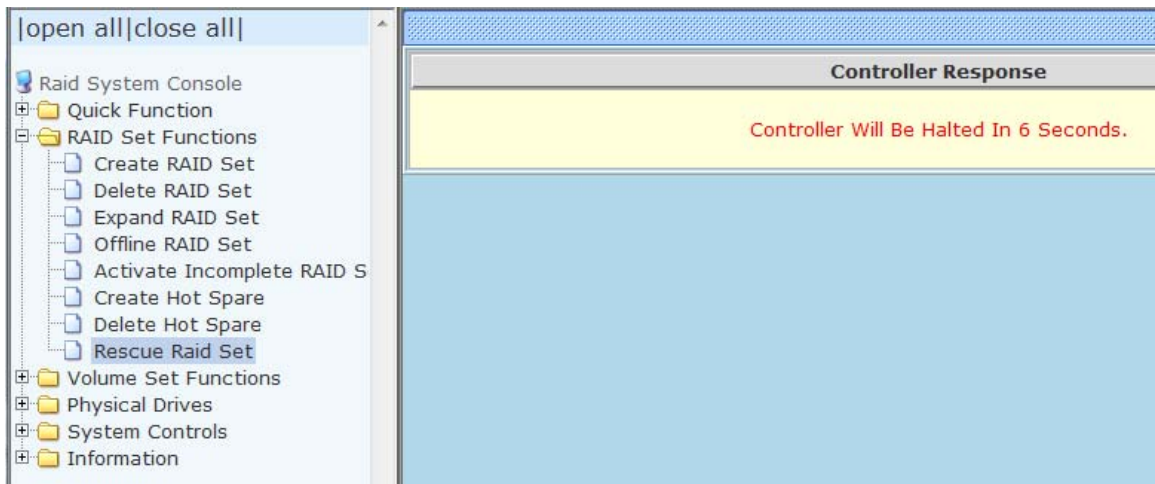 |open all|close all|
Raid System Console
Quick Function
RAID Set Functions
Create RAID Set
Delete RAID Set
Expand RAID Set
Offline RAID Set
Activate Incomplete RAID S
Create Hot Spare
Delete Hot Spare
Rescue Raid Set
Volume Set Functions
Physical Drives
System Controls
Information
Controller Response
Controller Will Be Halted In 6 Seconds.